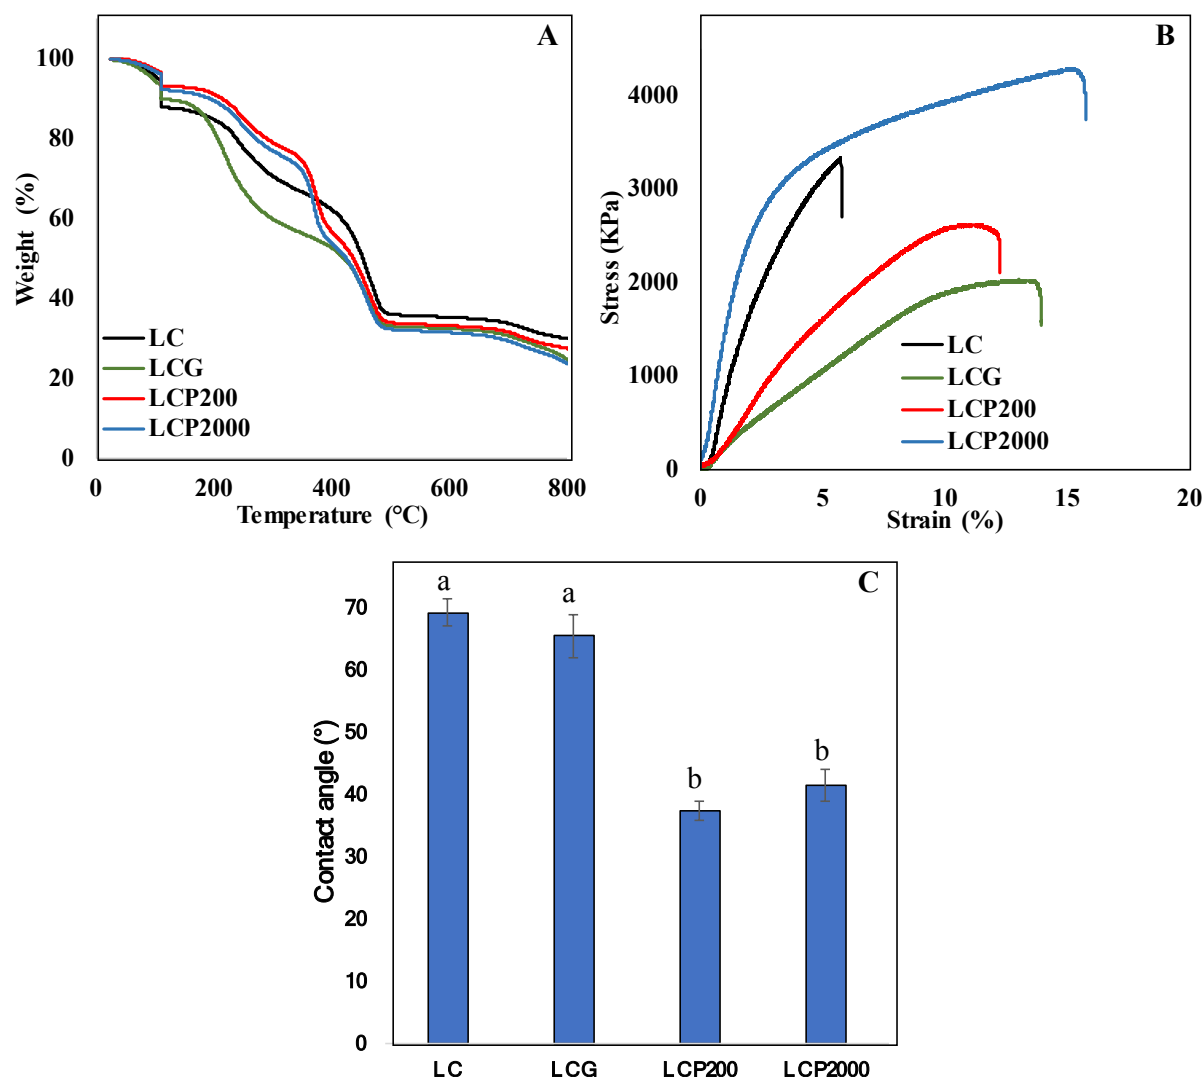 A
100
80
60
40
20
0
Weight (%)
LC
LCG
LCP200
LCP2000
0 200 400 600 800
Temperature (°C)
B
4000
3000
2000
1000
0
Stress (KPa)
LC
LCG
LCP200
LCP2000
0 5 10 15 20
Strain (%)
C
70
60
50
40
30
20
10
0
Contact angle (°)
a a b b
LC LCG LCP200 LCP2000